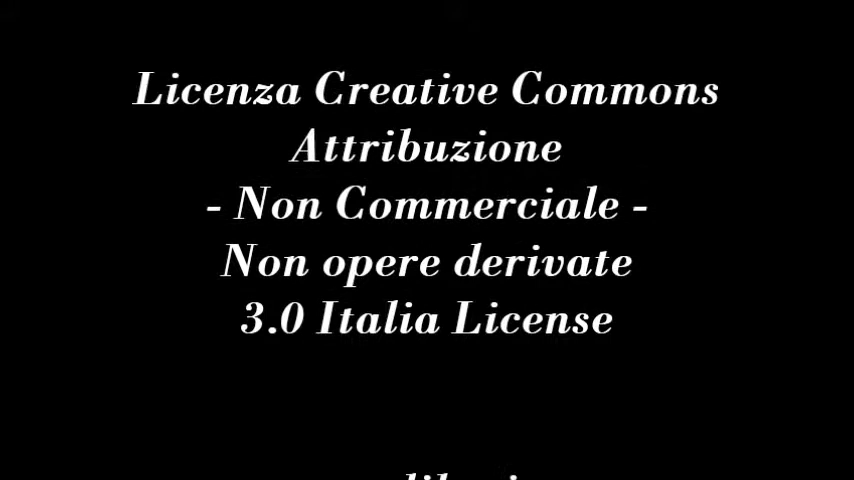 Licenza Creative Commons
Attribuzione
- Non Commerciale -
Non opere derivate
3.0 Italia License